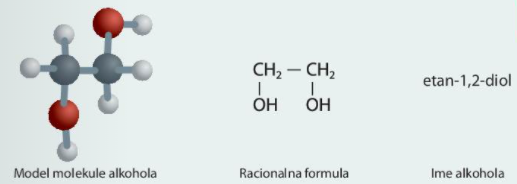 CH₂ — CH₂
OH OH
etan-1,2-diol
Model molekule alkohola
Racionalna formula
Ime alkohola